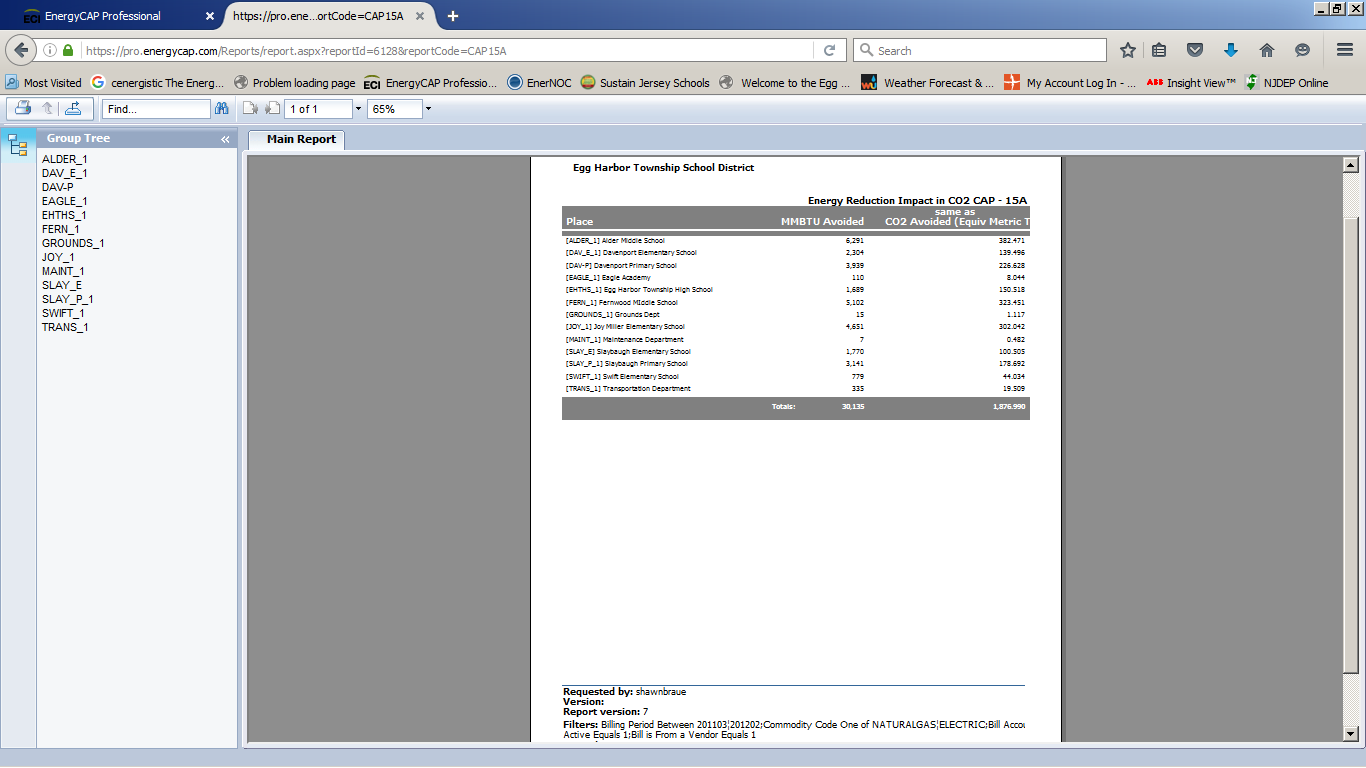 ECI EnergyCAP Professional
https://pro.ene...ortCode=CAP15A
https://pro.energycap.com/Reports/report.aspx?reportId=6128&reportCode=CAP15A
Search
Most Visited
cenergistic The Energ...
Problem loading page
ECI EnergyCAP Professio...
EnerNOC
Sustain Jersey Schools
Welcome to the Egg ...
Weather Forecast & ...
My Account Log In - ...
ABB Insight View™
NJDEP Online
Find...
1 of 1
65%
Group Tree «
ALDER_1
DAV_E_1
DAV-P
EAGLE_1
EHTHS_1
FERN_1
GROUNDS_1
JOY_1
MAINT_1
SLAY_E
SLAY_P_1
SWIFT_1
TRANS_1
Main Report
Egg Harbor Township School District
Energy Reduction Impact in CO2 CAP - 15A
same as
Place MMBTU Avoided CO2 Avoided (Equiv Metric T
[ALDER_1] Alder Middle School 6,291 382.471
[DAV_E_1] Davenport Elementary School 2,304 139.496
[DAV-P] Davenport Primary School 3,939 226.628
[EAGLE_1] Eagle Academy 110 8.044
[EHTHS_1] Egg Harbor Township High School 1,689 150.518
[FERN_1] Fernwood Middle School 5,102 323.451
[GROUNDS_1] Grounds Dept 15 1.117
[JOY_1] Joy Miller Elementary School 4,651 302.042
[MAINT_1] Maintenance Department 7 0.482
[SLAY_E] Slaybaugh Elementary School 1,770 100.505
[SLAY_P_1] Slaybaugh Primary School 3,141 178.692
[SWIFT_1] Swift Elementary School 779 44.034
[TRANS_1] Transportation Department 335 19.509
Totals: 30,135 1,876.990
Requested by: shawnbraue
Version:
Report version: 7
Filters: Billing Period Between 201103¦201202;Commodity Code One of NATURALGAS¦ELECTRIC;Bill Accou
Active Equals 1;Bill is From a Vendor Equals 1